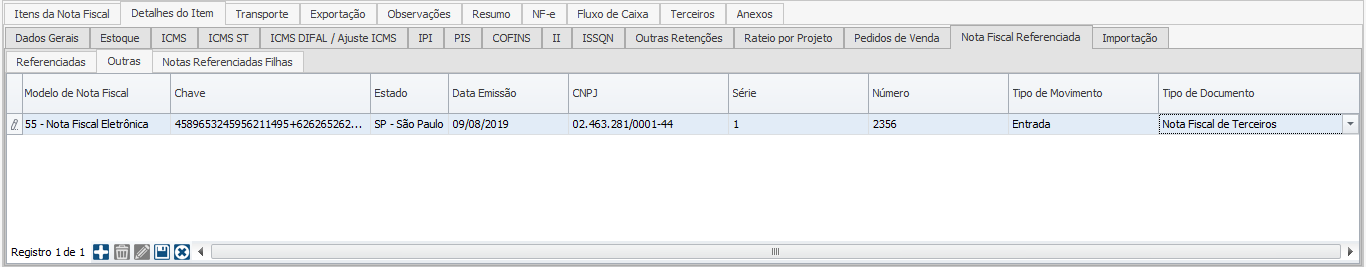 Itens da Nota Fiscal Detalhes do Item Transporte Exportação Observações Resumo NF-e Fluxo de Caixa Terceiros Anexos
Dados Gerais Estoque ICMS ICMS ST ICMS DIFAL / Ajuste ICMS IPI PIS COFINS II ISSQN Outras Retenções Rateio por Projeto Pedidos de Venda Nota Fiscal Referenciada Importação
Referenciadas Outras Notas Referenciadas Filhas
Modelo de Nota Fiscal Chave Estado Data Emissão CNPJ Série Número Tipo de Movimento Tipo de Documento
55 - Nota Fiscal Eletrônica 4589653245956211495+626265262... SP - São Paulo 09/08/2019 02.463.281/0001-44 1 2356 Entrada Nota Fiscal de Terceiros
Registro 1 de 1